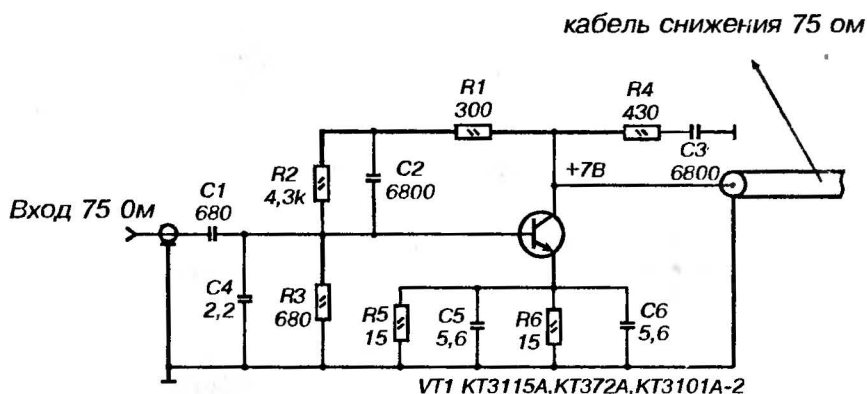 кабель снижения 75 ом
R1
300
R4
430
C3
6800
+7В
R2
4,3k
C2
6800
C1
680
Вход 75 Ом
C4
2,2
R3
680
R5
15
C5
5,6
R6
15
C6
5,6
VT1 КТ3115А,КТ372А,КТ3101А-2